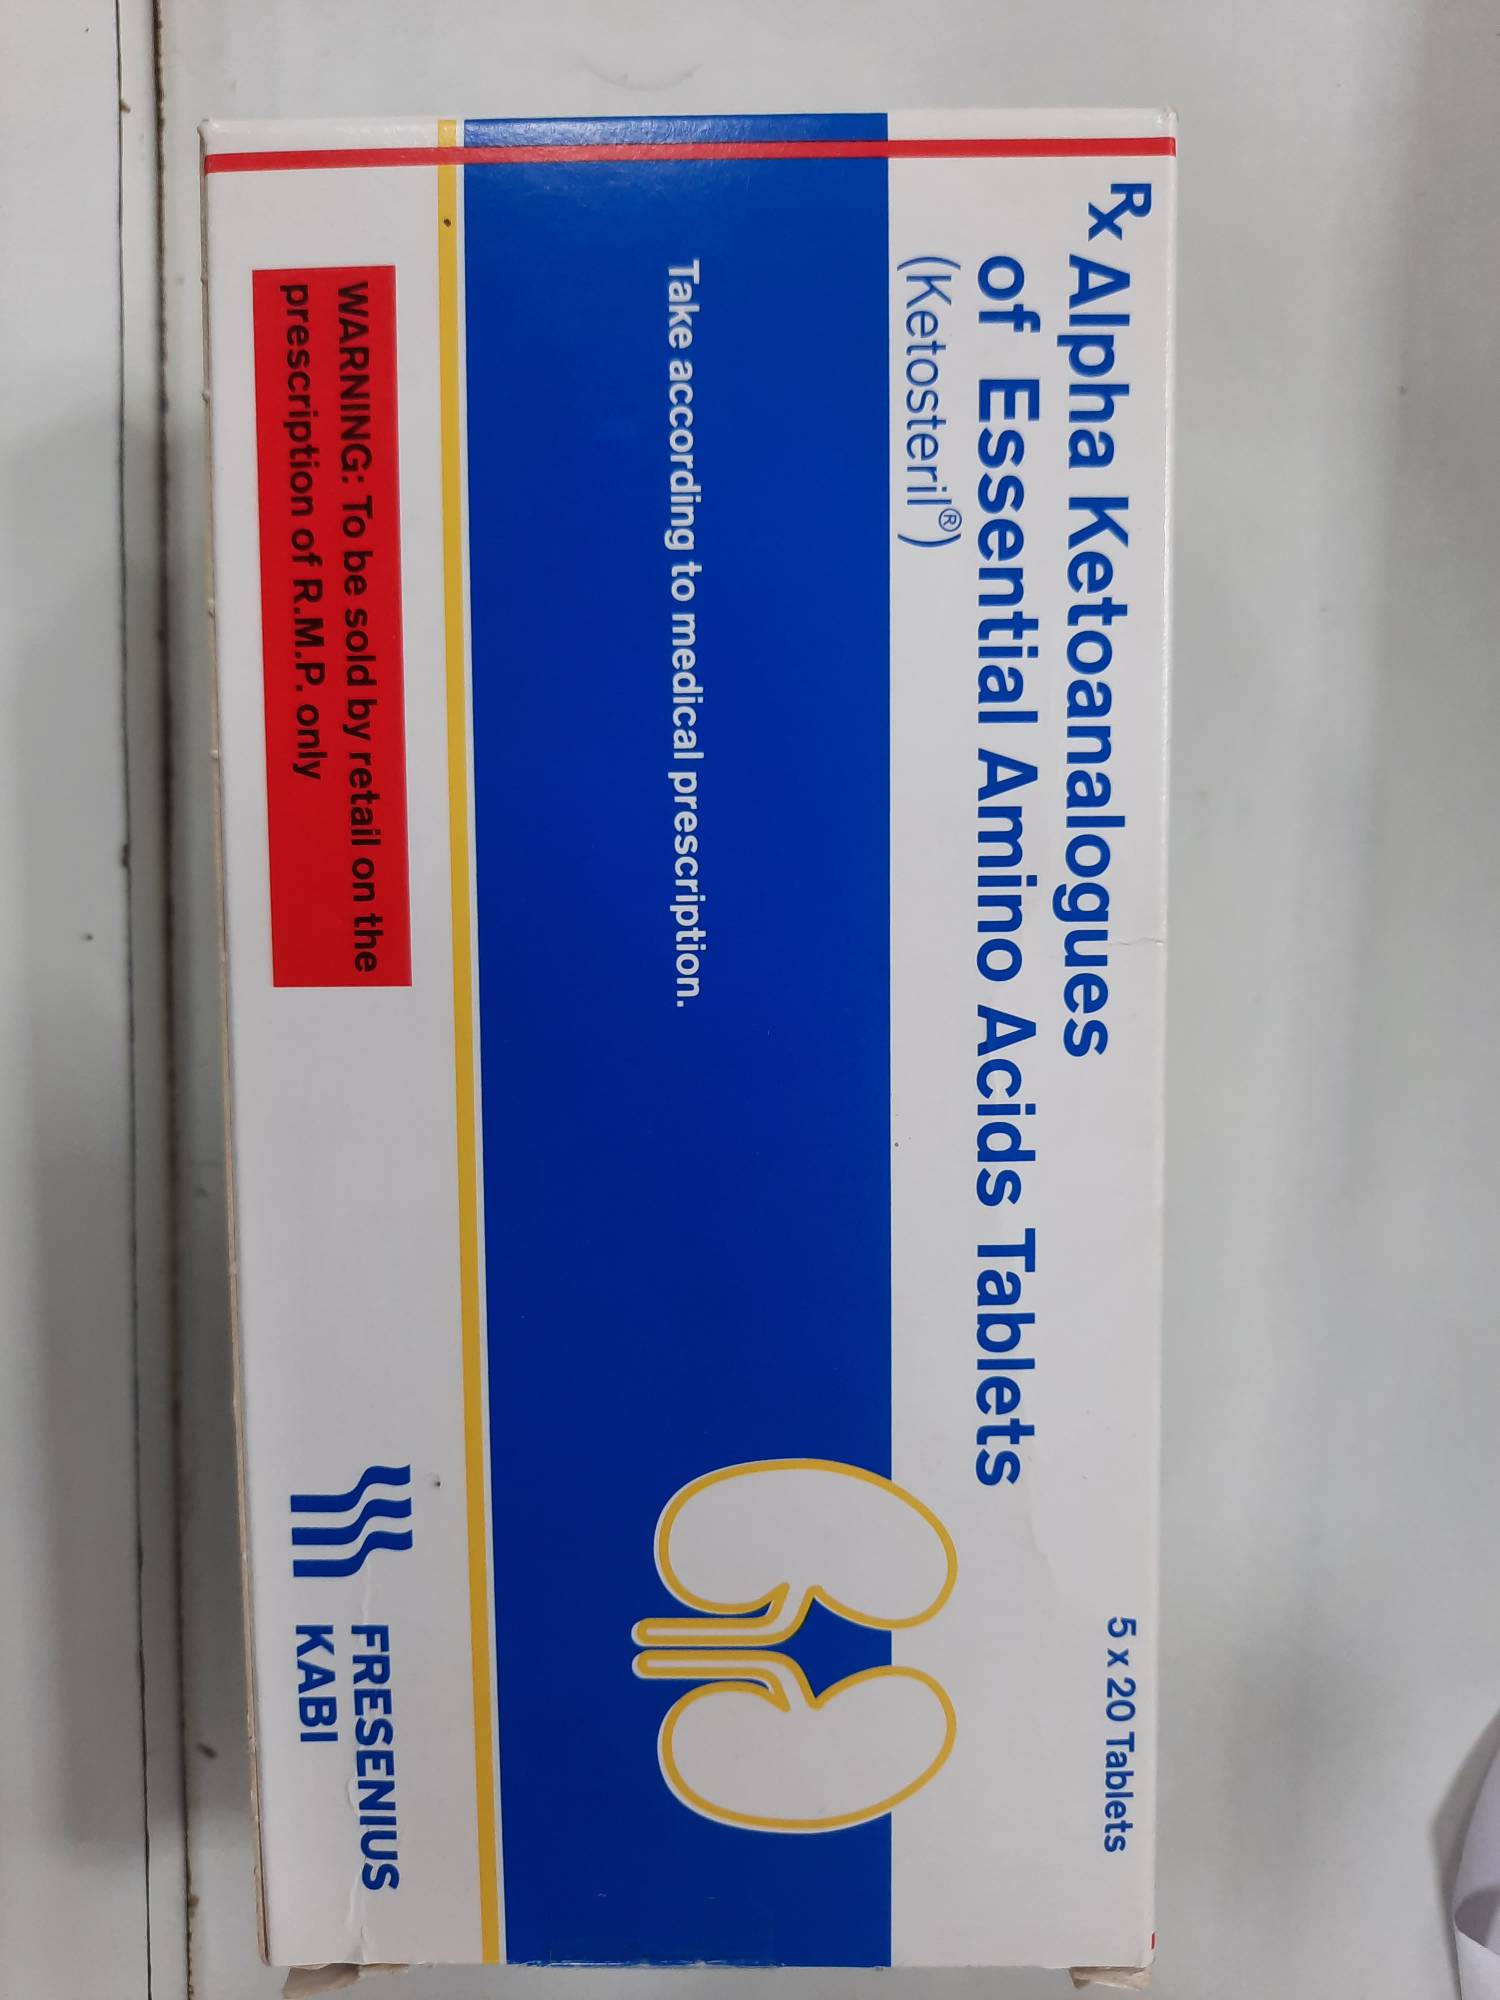 Rx Alpha Ketoanalogues
of Essential Amino Acids Tablets
(Ketosteril®)
5 x 20 Tablets
Take according to medical prescription.
WARNING: To be sold by retail on the
prescription of R.M.P. only
FRESENIUS
KABI